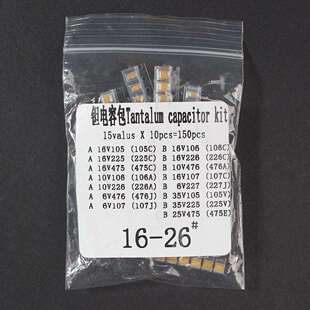 钽电容包Tantalum capacitor kit
15valus X 10pcs=150pcs
A 16V105 (105C) B 16V106 (106C)
A 16V225 (225C) B 16V226 (226C)
A 16V475 (475C) B 10V476 (476A)
A 10V106 (106A) B 16V107 (107C)
A 10V226 (226A) B 6V227 (227J)
A 6V476 (476J) B 35V105 (105V)
A 6V107 (107J) B 35V225 (225V)
B 25V475 (475E)
16-26#